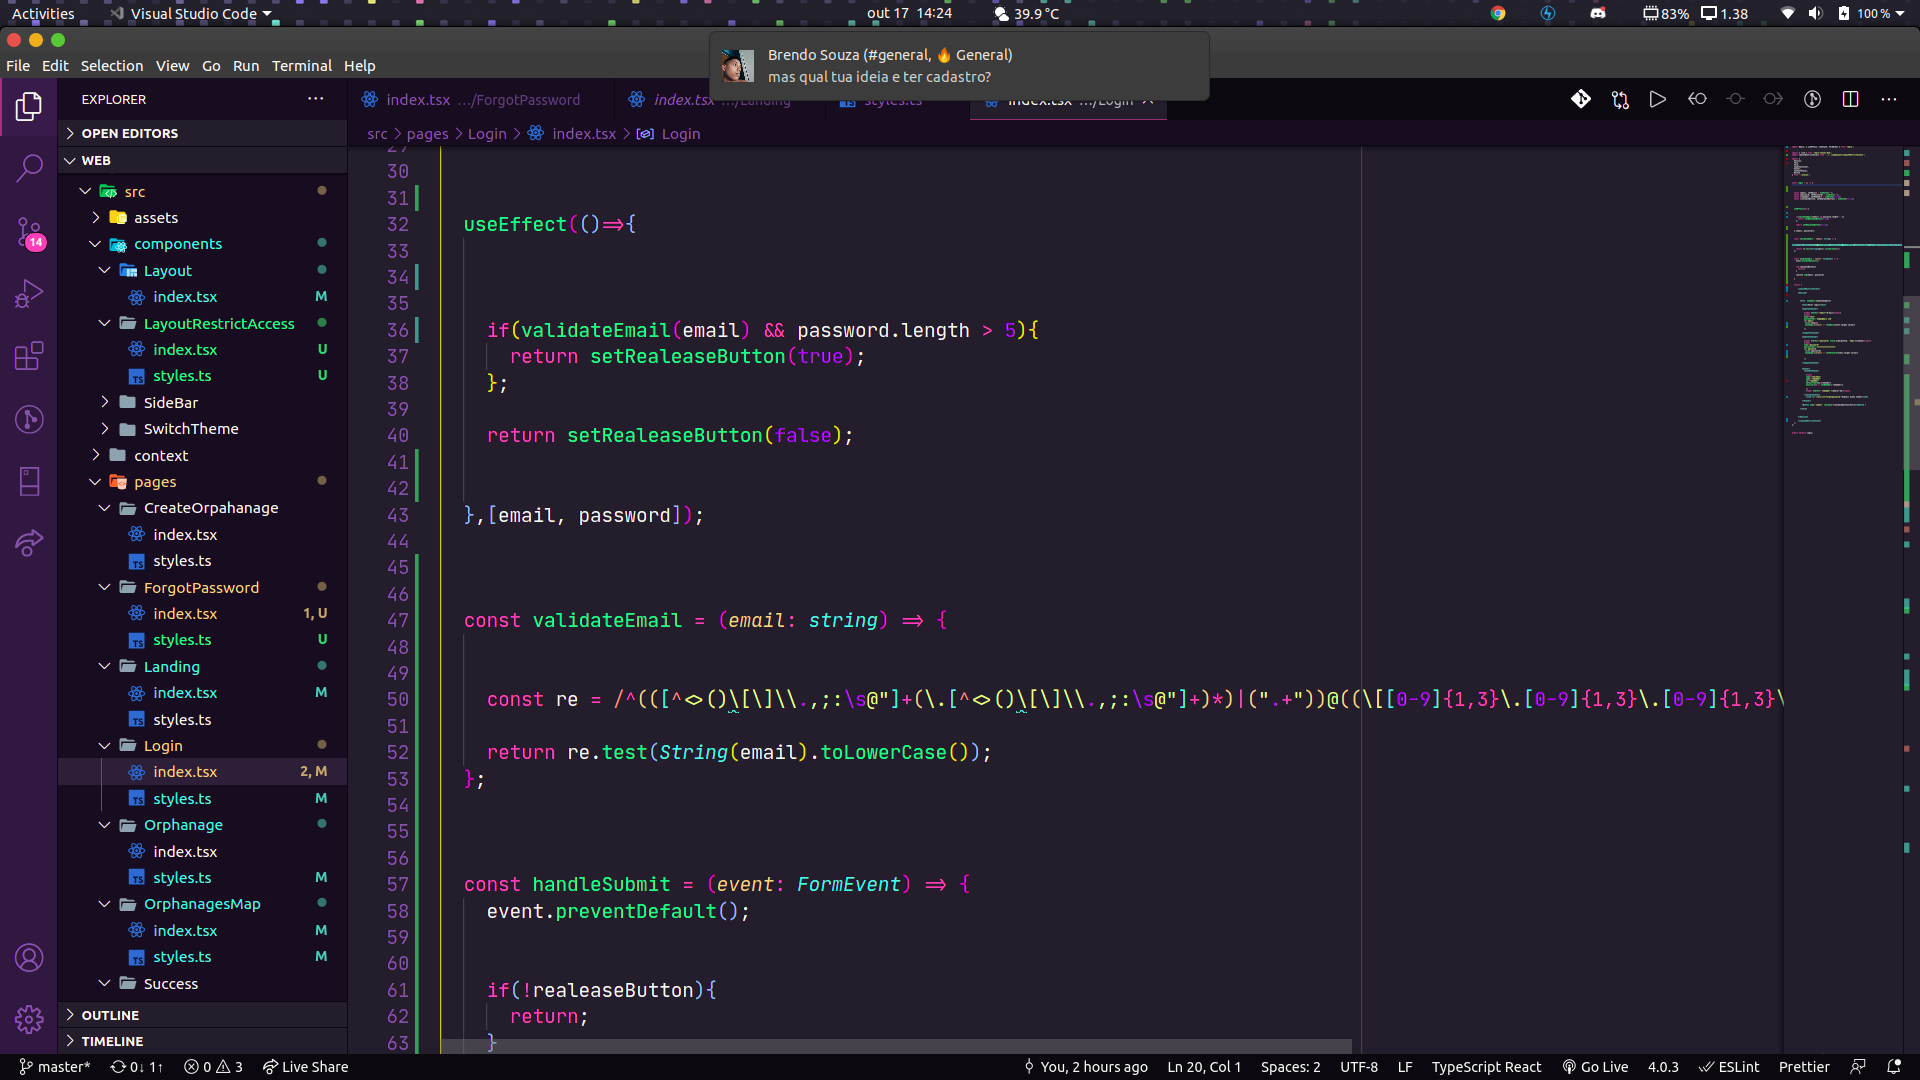 Activities
Visual Studio Code
out 17 14:24
39.9 °C
83%
1.38
100 %
File Edit Selection View Go Run Terminal Help
Brendo Souza (#general, 🔥 General)
mas qual tua ideia e ter cadastro?
EXPLORER
index.tsx .../ForgotPassword
index.tsx .../Landing
styles.ts
index.tsx .../Login
src > pages > Login > index.tsx > Login
OPEN EDITORS
WEB
src
assets
components
Layout
index.tsx M
LayoutRestrictAccess
index.tsx U
styles.ts U
SideBar
SwitchTheme
context
pages
CreateOrpahanage
index.tsx
styles.ts
ForgotPassword
index.tsx 1, U
styles.ts U
Landing
index.tsx M
styles.ts
Login
index.tsx 2, M
styles.ts M
Orphanage
index.tsx
styles.ts M
OrphanagesMap
index.tsx M
styles.ts M
Success
OUTLINE
TIMELINE
14
29
30
31
32 useEffect(()=>{
33
34
35
36 if(validateEmail(email) && password.length > 5){
37 return setRealeaseButton(true);
38 };
39
40 return setRealeaseButton(false);
41
42
43 },[email, password]);
44
45
46
47 const validateEmail = (email: string) => {
48
49
50 const re = /^(([^<>()\[\]\\.,;:\s@"]+(\.[^<>()\[\]\\.,;:\s@"]+)*)|(".+"))@((\[[0-9]{1,3}\.[0-9]{1,3}\.[0-9]{1,3}\
51
52 return re.test(String(email).toLowerCase());
53 };
54
55
56
57 const handleSubmit = (event: FormEvent) => {
58 event.preventDefault();
59
60
61 if(!realeaseButton){
62 return;
63 }
master* 0↓ 1↑ 0 3 Live Share
You, 2 hours ago Ln 20, Col 1 Spaces: 2 UTF-8 LF TypeScript React Go Live 4.0.3 ESLint Prettier